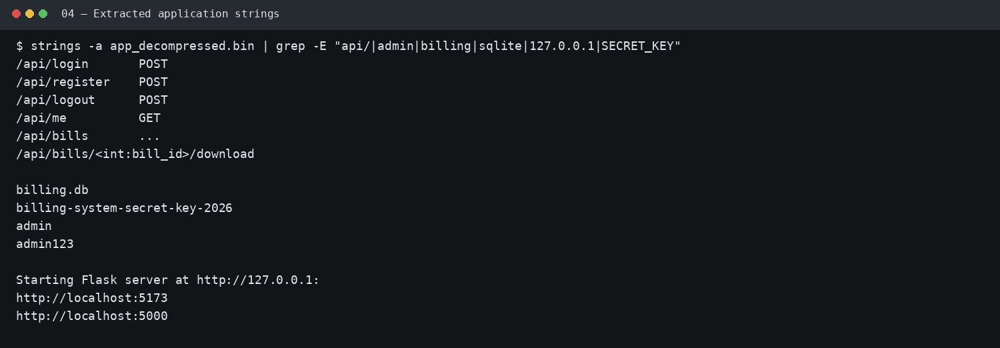 04 — Extracted application strings
$ strings -a app_decompressed.bin | grep -E "api/|admin|billing|sqlite|127.0.0.1|SECRET_KEY"
/api/login       POST
/api/register    POST
/api/logout      POST
/api/me          GET
/api/bills       ...
/api/bills/<int:bill_id>/download
billing.db
billing-system-secret-key-2026
admin
admin123
Starting Flask server at http://127.0.0.1:
http://localhost:5173
http://localhost:5000